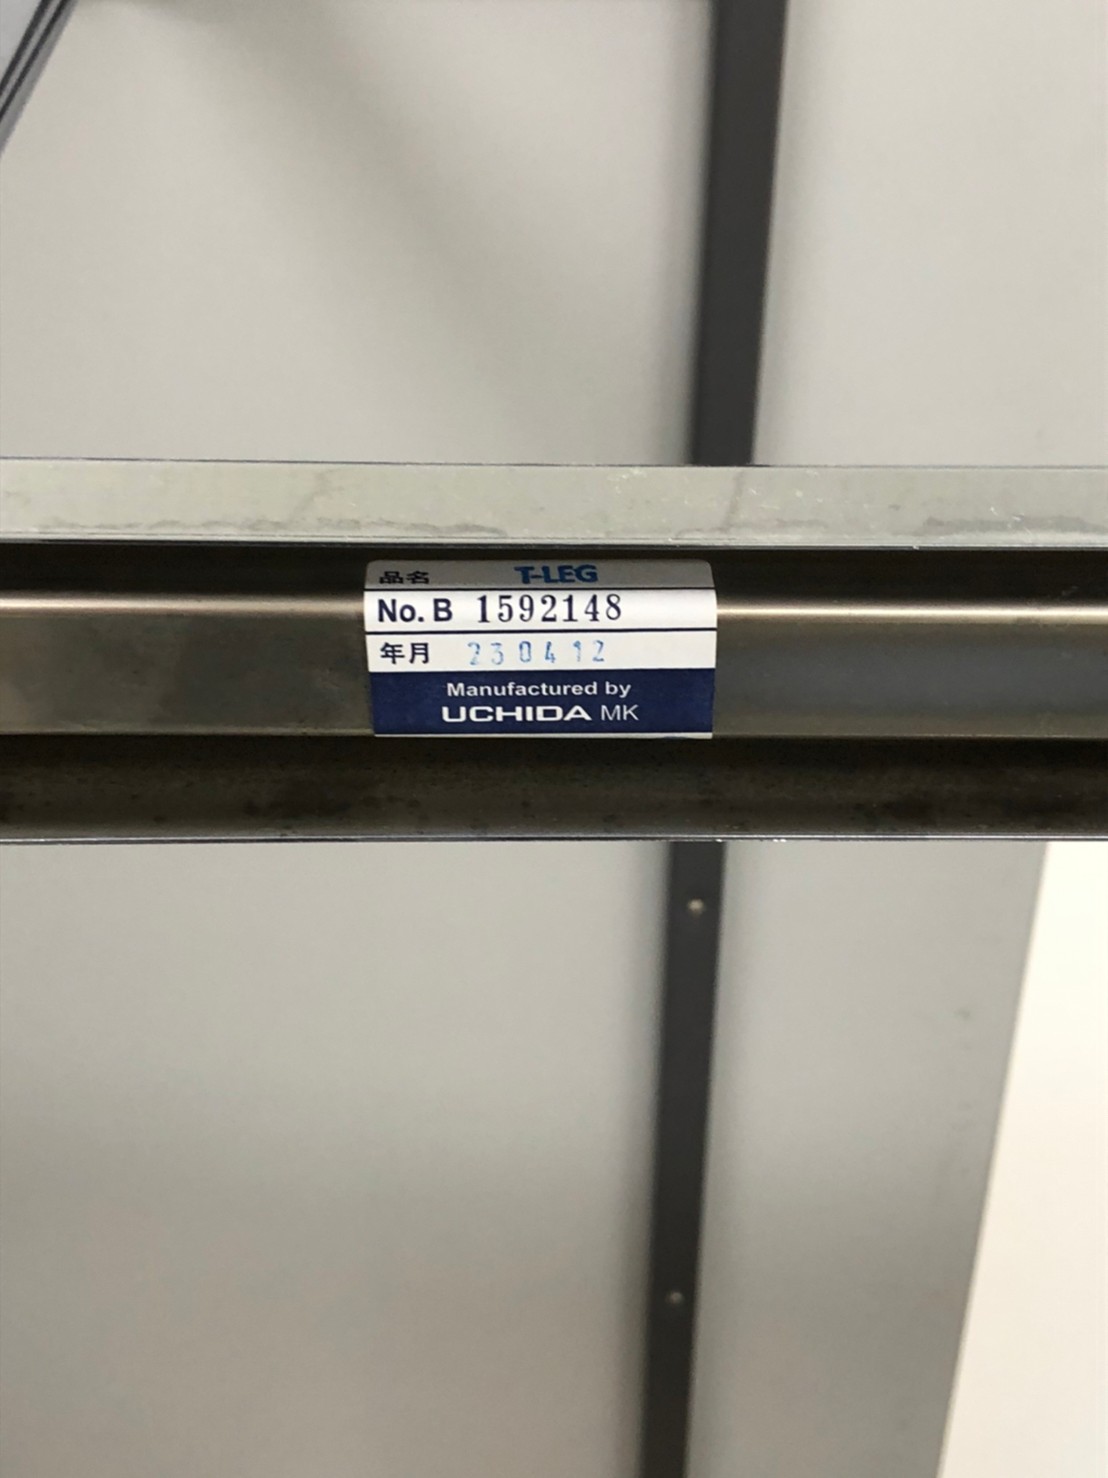 品名 T-LEG
No. B 1592148
年月 230412
Manufactured by
UCHIDA MK